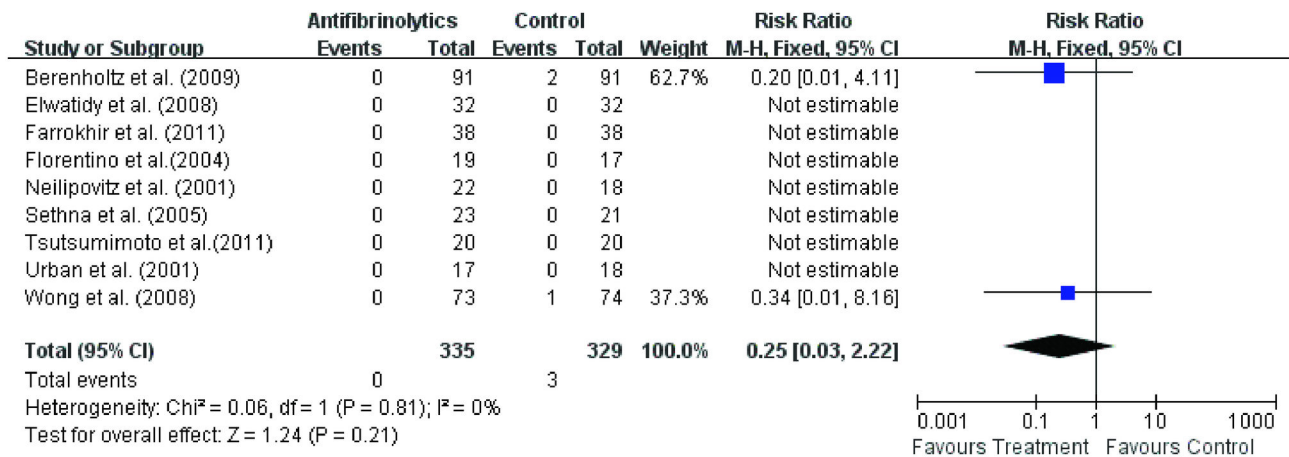 Antifibrinolytics Control Risk Ratio Risk Ratio
Study or Subgroup Events Total Events Total Weight M-H, Fixed, 95% CI M-H, Fixed, 95% CI
Berenholtz et al. (2009) 0 91 2 91 62.7% 0.20 [0.01, 4.11]
Elwatidy et al. (2008) 0 32 0 32 Not estimable
Farrokhir et al. (2011) 0 38 0 38 Not estimable
Florentino et al.(2004) 0 19 0 17 Not estimable
Neilipovitz et al. (2001) 0 22 0 18 Not estimable
Sethna et al. (2005) 0 23 0 21 Not estimable
Tsutsumimoto et al.(2011) 0 20 0 20 Not estimable
Urban et al. (2001) 0 17 0 18 Not estimable
Wong et al. (2008) 0 73 1 74 37.3% 0.34 [0.01, 8.16]
Total (95% CI) 335 329 100.0% 0.25 [0.03, 2.22]
Total events 0 3
Heterogeneity: Chi² = 0.06, df = 1 (P = 0.81); I² = 0%
Test for overall effect: Z = 1.24 (P = 0.21)
0.001 0.1 1 10 1000
Favours Treatment Favours Control